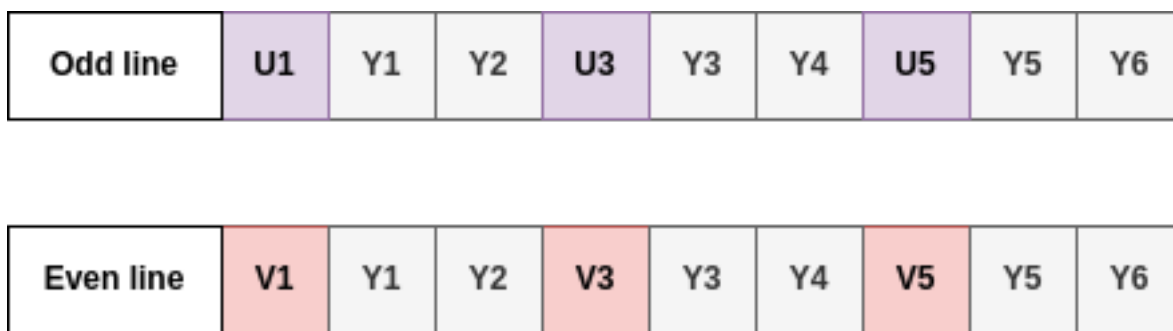 Odd line U1 Y1 Y2 U3 Y3 Y4 U5 Y5 Y6
Even line V1 Y1 Y2 V3 Y3 Y4 V5 Y5 Y6